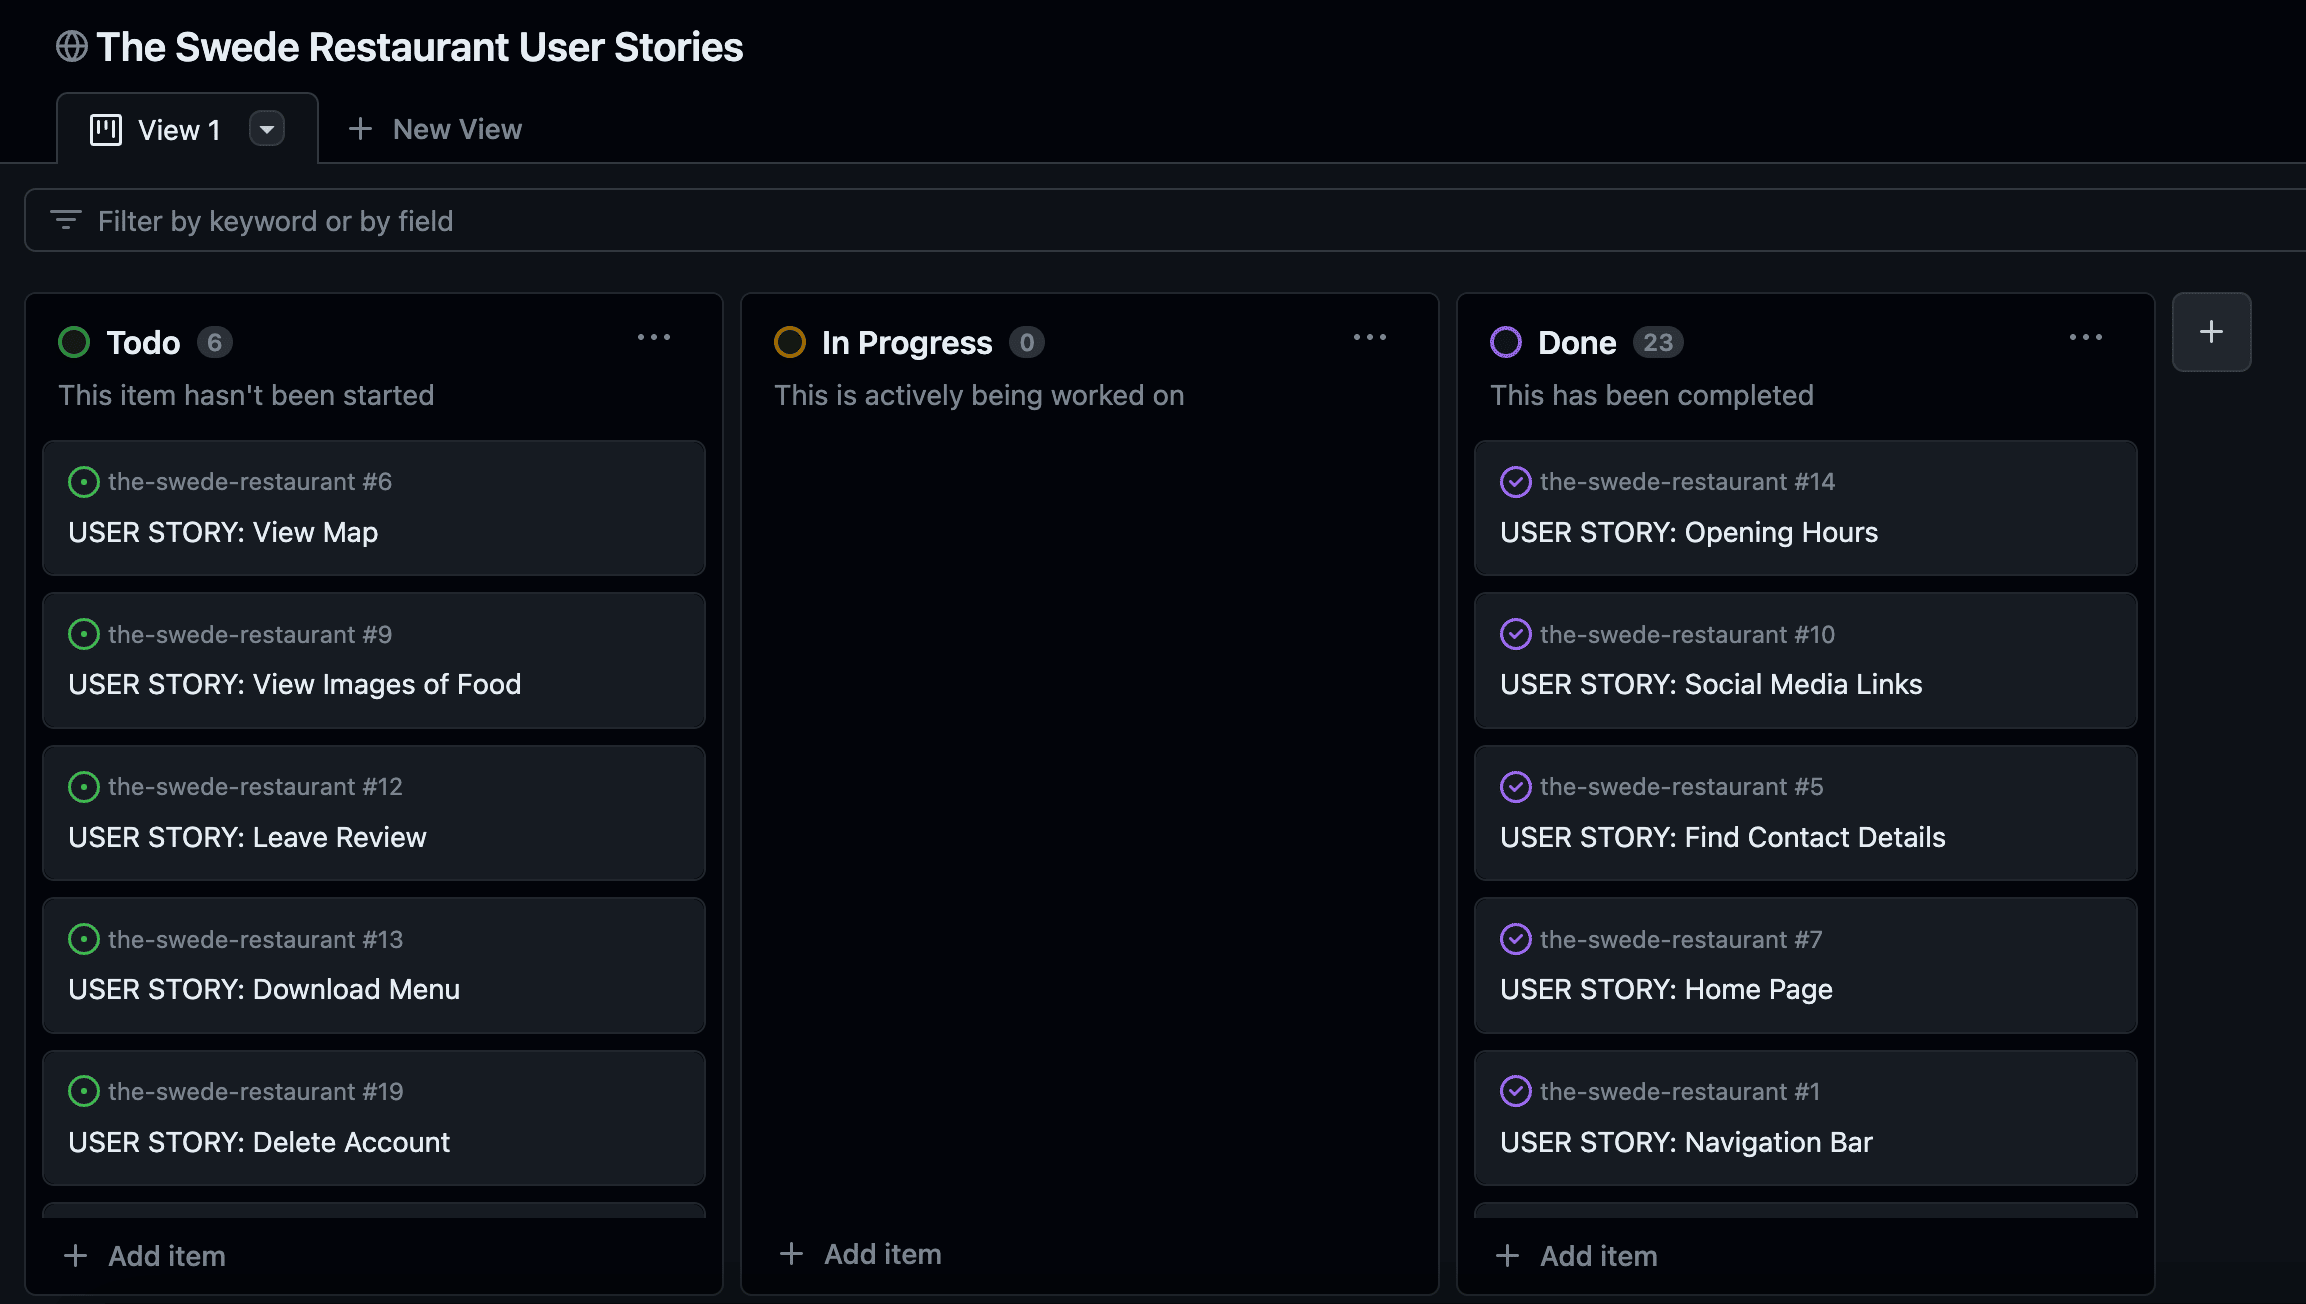 The Swede Restaurant User Stories
View 1
New View
Filter by keyword or by field
Todo 6
This item hasn't been started
the-swede-restaurant #6
USER STORY: View Map
the-swede-restaurant #9
USER STORY: View Images of Food
the-swede-restaurant #12
USER STORY: Leave Review
the-swede-restaurant #13
USER STORY: Download Menu
the-swede-restaurant #19
USER STORY: Delete Account
Add item
In Progress 0
This is actively being worked on
Add item
Done 23
This has been completed
the-swede-restaurant #14
USER STORY: Opening Hours
the-swede-restaurant #10
USER STORY: Social Media Links
the-swede-restaurant #5
USER STORY: Find Contact Details
the-swede-restaurant #7
USER STORY: Home Page
the-swede-restaurant #1
USER STORY: Navigation Bar
Add item